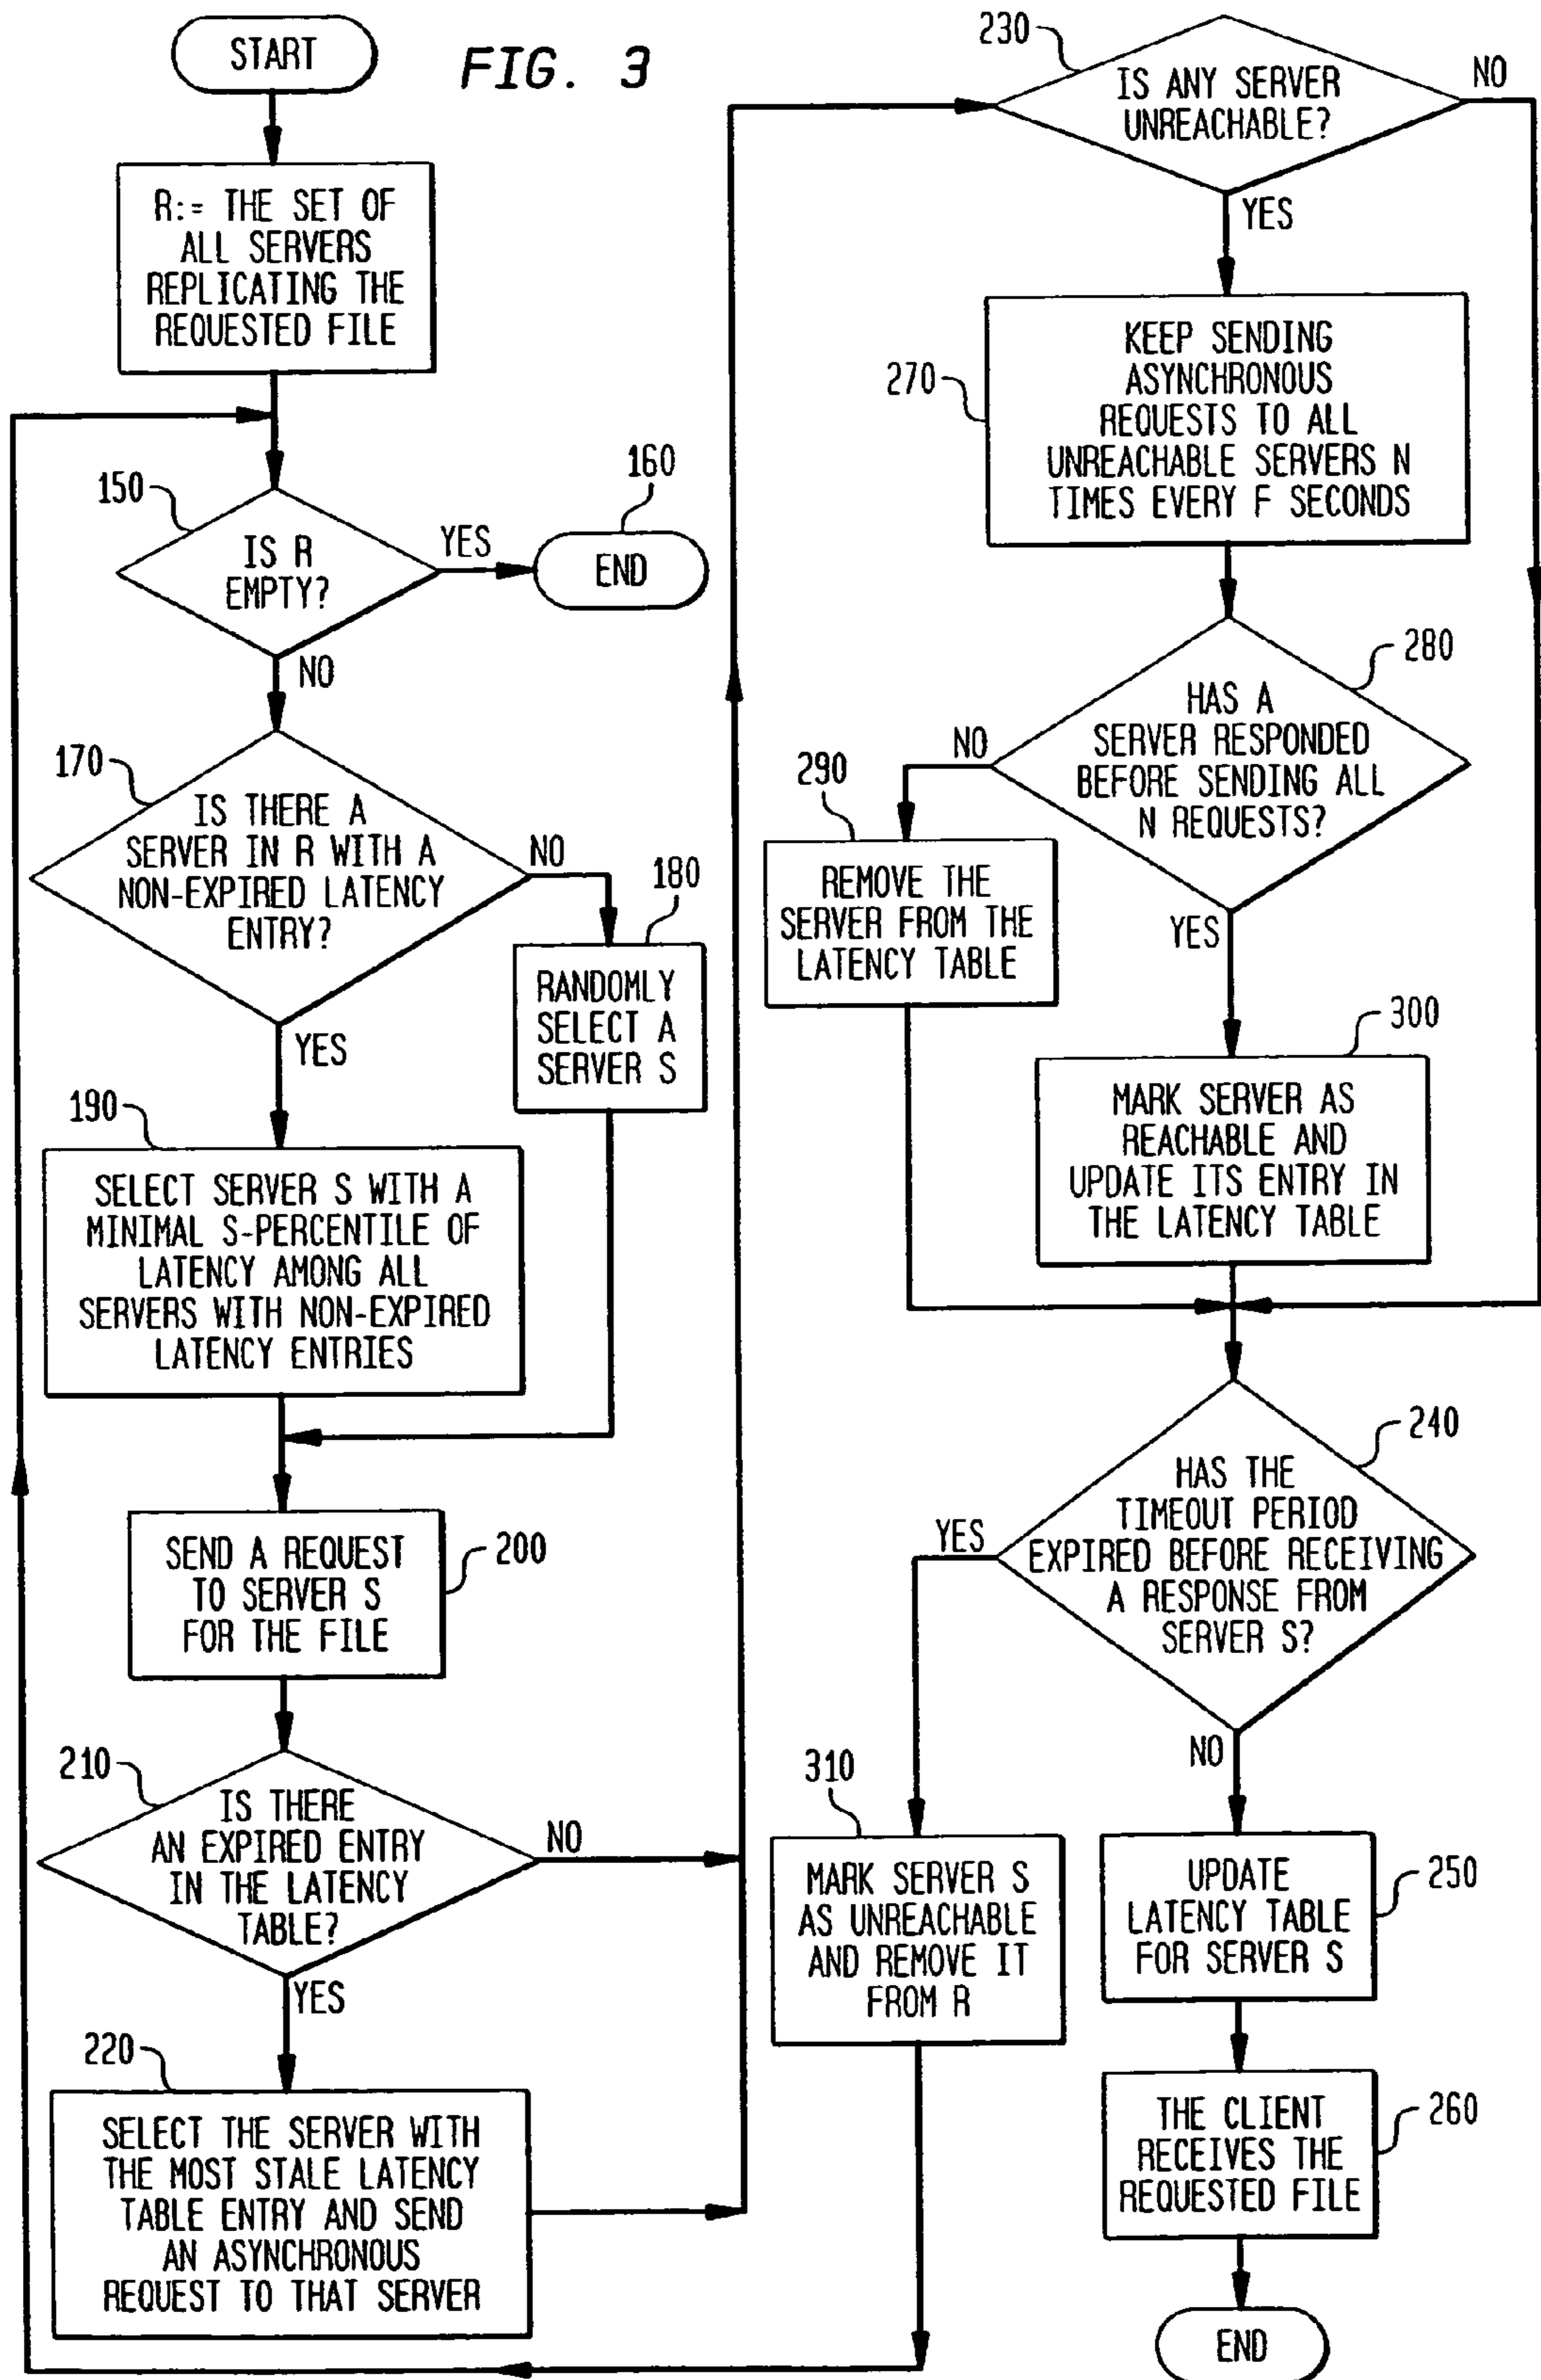 START
FIG. 3
R:= THE SET OF
ALL SERVERS
REPLICATING THE
REQUESTED FILE
150
IS R
EMPTY?
YES
160
END
NO
170
IS THERE A
SERVER IN R WITH A
NON-EXPIRED LATENCY
ENTRY?
NO
180
RANDOMLY
SELECT A
SERVER S
YES
190
SELECT SERVER S WITH A
MINIMAL S-PERCENTILE OF
LATENCY AMONG ALL
SERVERS WITH NON-EXPIRED
LATENCY ENTRIES
SEND A REQUEST
TO SERVER S
FOR THE FILE
200
210
IS THERE
AN EXPIRED ENTRY
IN THE LATENCY
TABLE?
NO
YES
220
SELECT THE SERVER WITH
THE MOST STALE LATENCY
TABLE ENTRY AND SEND
AN ASYNCHRONOUS
REQUEST TO THAT SERVER
230
IS ANY SERVER
UNREACHABLE?
NO
YES
270
KEEP SENDING
ASYNCHRONOUS
REQUESTS TO ALL
UNREACHABLE SERVERS N
TIMES EVERY F SECONDS
280
HAS A
SERVER RESPONDED
BEFORE SENDING ALL
N REQUESTS?
NO
290
REMOVE THE
SERVER FROM THE
LATENCY TABLE
YES
300
MARK SERVER AS
REACHABLE AND
UPDATE ITS ENTRY IN
THE LATENCY TABLE
240
HAS THE
TIMEOUT PERIOD
EXPIRED BEFORE RECEIVING
A RESPONSE FROM
SERVER S?
YES
NO
310
MARK SERVER S
AS UNREACHABLE
AND REMOVE IT
FROM R
UPDATE
LATENCY TABLE
FOR SERVER S
250
THE CLIENT
RECEIVES THE
REQUESTED FILE
260
END